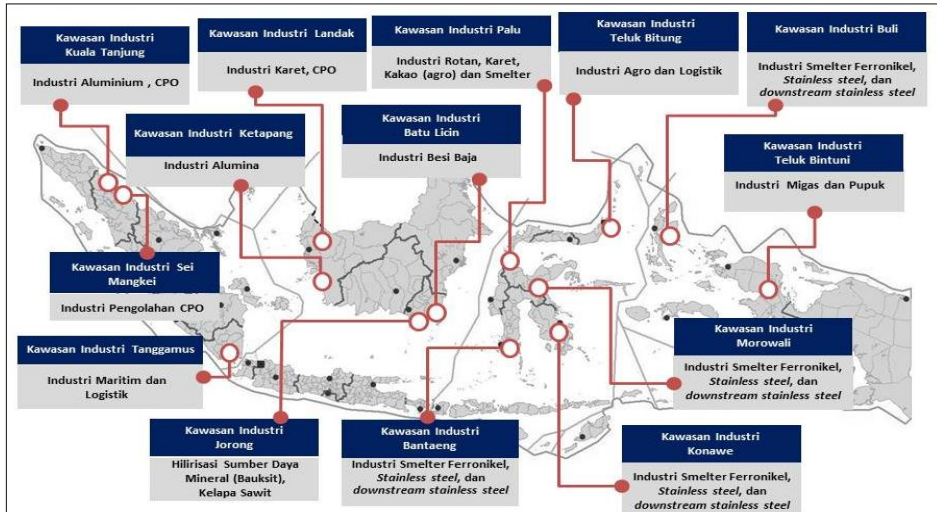 Kawasan Industri
Kuala Tanjung
Industri Aluminium , CPO
Kawasan Industri Landak
Industri Karet, CPO
Kawasan Industri Palu
Industri Rotan, Karet,
Kakao (agro) dan Smelter
Kawasan Industri
Teluk Bitung
Industri Agro dan Logistik
Kawasan Industri Buli
Industri Smelter Ferronikel,
Stainless steel, dan
downstream stainless steel
Kawasan Industri Ketapang
Industri Alumina
Kawasan Industri
Batu Licin
Industri Besi Baja
Kawasan Industri
Teluk Bintuni
Industri Migas dan Pupuk
Kawasan Industri Sei
Mangkei
Industri Pengolahan CPO
Kawasan Industri Tanggamus
Industri Maritim dan
Logistik
Kawasan Industri
Morowali
Industri Smelter Ferronikel,
Stainless steel, dan
downstream stainless steel
Kawasan Industri
Jorong
Hilirisasi Sumber Daya
Mineral (Bauksit),
Kelapa Sawit
Kawasan Industri
Bantaeng
Industri Smelter Ferronikel,
Stainless steel, dan
downstream stainless steel
Kawasan Industri
Konawe
Industri Smelter Ferronikel,
Stainless steel, dan
downstream stainless steel